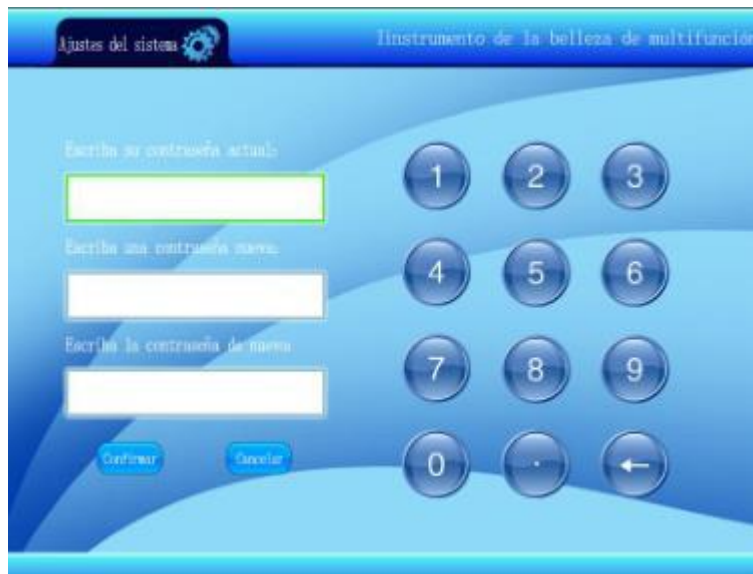 Ajustes del sistema
Iinstrumento de la belleza de multifunción
Escriba su contraseña actual:
Escriba una contraseña nueva:
Escriba la contraseña de nuevo
Confirmar
Cancelar
1 2 3
4 5 6
7 8 9
0 . ←